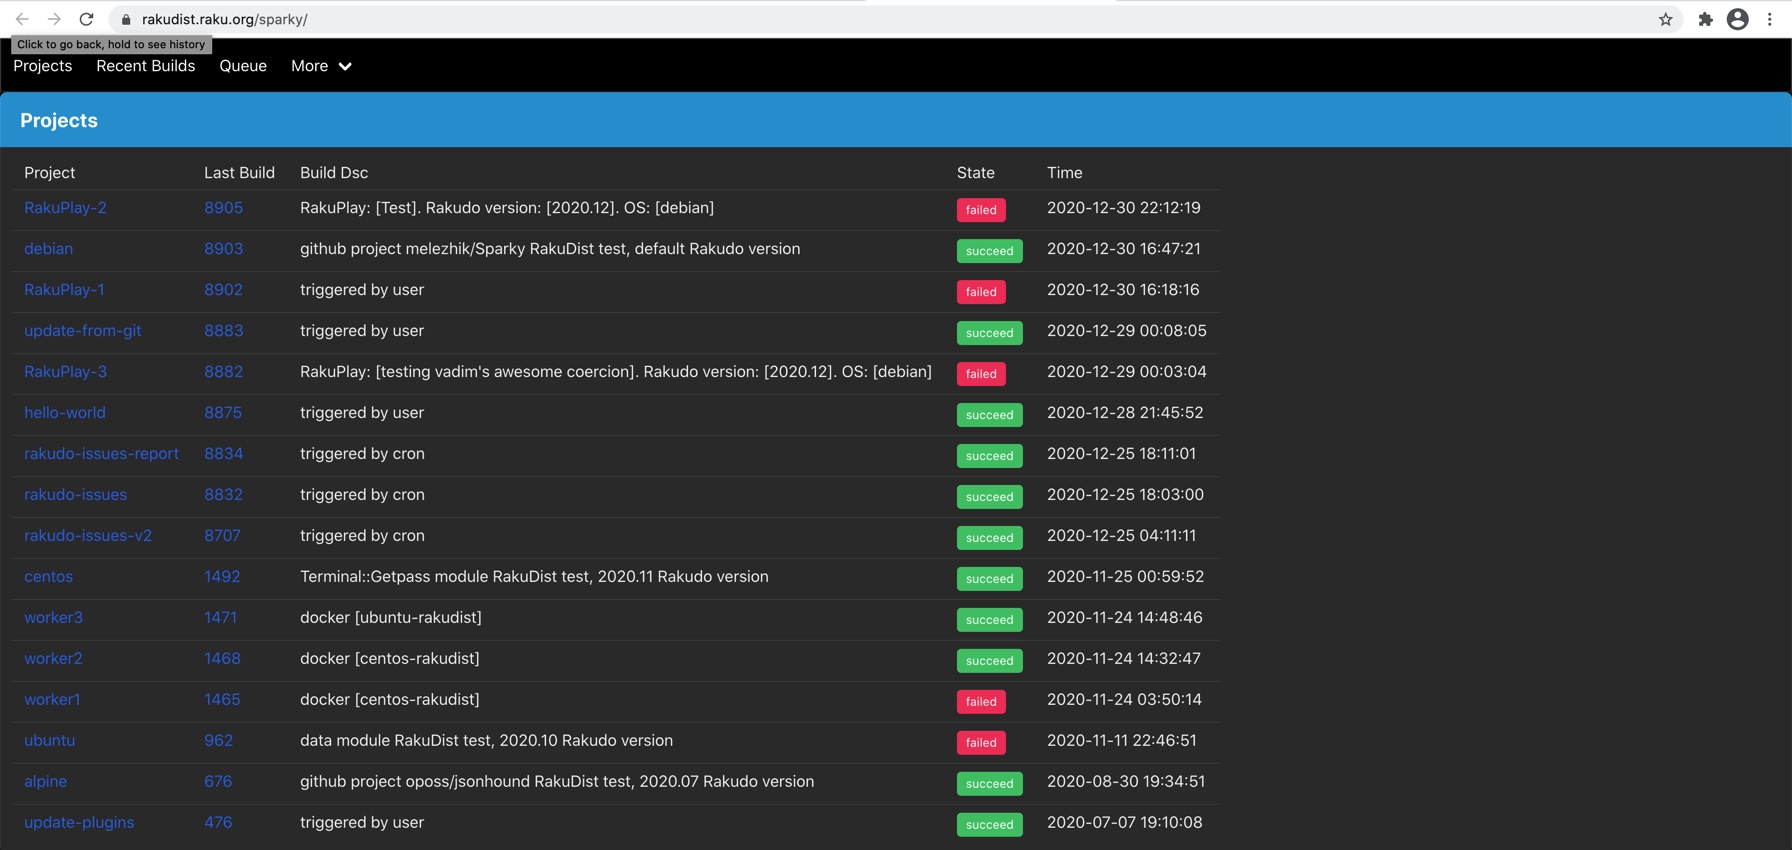 rakudist.raku.org/sparky/
Click to go back, hold to see history
Projects Recent Builds Queue More
Projects
Project Last Build Build Dsc State Time
RakuPlay-2 8905 RakuPlay: [Test]. Rakudo version: [2020.12]. OS: [debian] failed 2020-12-30 22:12:19
debian 8903 github project melezhik/Sparky RakuDist test, default Rakudo version succeed 2020-12-30 16:47:21
RakuPlay-1 8902 triggered by user failed 2020-12-30 16:18:16
update-from-git 8883 triggered by user succeed 2020-12-29 00:08:05
RakuPlay-3 8882 RakuPlay: [testing vadim's awesome coercion]. Rakudo version: [2020.12]. OS: [debian] failed 2020-12-29 00:03:04
hello-world 8875 triggered by user succeed 2020-12-28 21:45:52
rakudo-issues-report 8834 triggered by cron succeed 2020-12-25 18:11:01
rakudo-issues 8832 triggered by cron succeed 2020-12-25 18:03:00
rakudo-issues-v2 8707 triggered by cron succeed 2020-12-25 04:11:11
centos 1492 Terminal::Getpass module RakuDist test, 2020.11 Rakudo version succeed 2020-11-25 00:59:52
worker3 1471 docker [ubuntu-rakudist] succeed 2020-11-24 14:48:46
worker2 1468 docker [centos-rakudist] succeed 2020-11-24 14:32:47
worker1 1465 docker [centos-rakudist] failed 2020-11-24 03:50:14
ubuntu 962 data module RakuDist test, 2020.10 Rakudo version failed 2020-11-11 22:46:51
alpine 676 github project oposs/jsonhound RakuDist test, 2020.07 Rakudo version succeed 2020-08-30 19:34:51
update-plugins 476 triggered by user succeed 2020-07-07 19:10:08